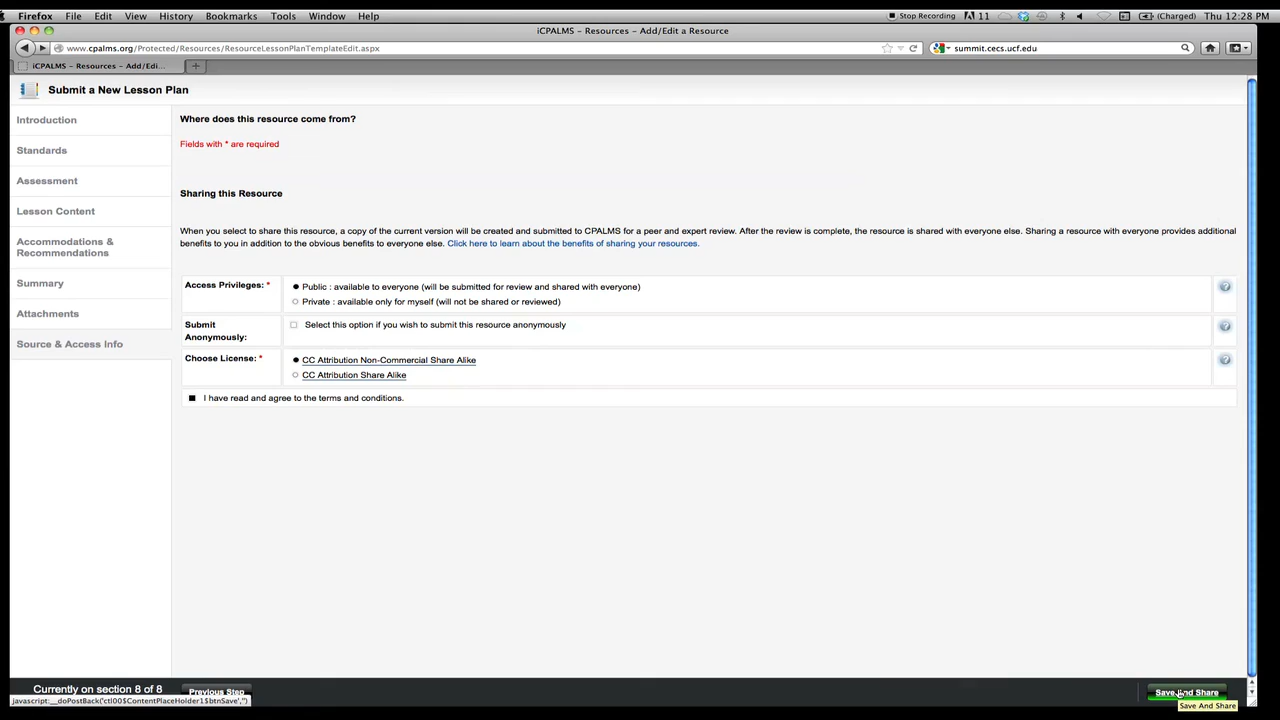 Firefox File Edit View History Bookmarks Tools Window Help Stop Recording 11 (Charged) Thu 12:28 PM
iCPALMS - Resources - Add/Edit a Resource
www.cpalms.org/Protected/Resources/ResourceLessonPlanTemplateEdit.aspx summit.cecs.ucf.edu
iCPALMS - Resources - Add/Edi... +
Submit a New Lesson Plan
Introduction
Standards
Assessment
Lesson Content
Accommodations &
Recommendations
Summary
Attachments
Source & Access Info
Where does this resource come from?
Fields with * are required
Sharing this Resource
When you select to share this resource, a copy of the current version will be created and submitted to CPALMS for a peer and expert review. After the review is complete, the resource is shared with everyone else. Sharing a resource with everyone provides additional
benefits to you in addition to the obvious benefits to everyone else. Click here to learn about the benefits of sharing your resources.
Access Privileges: * Public : available to everyone (will be submitted for review and shared with everyone) ?
Private : available only for myself (will not be shared or reviewed)
Submit
Anonymously: Select this option if you wish to submit this resource anonymously ?
Choose License: * CC Attribution Non-Commercial Share Alike ?
CC Attribution Share Alike
I have read and agree to the terms and conditions.
Currently on section 8 of 8 Previous Step Save And Share
javascript:__doPostBack('ctl00$ContentPlaceHolder1$btnSave','')
Save And Share